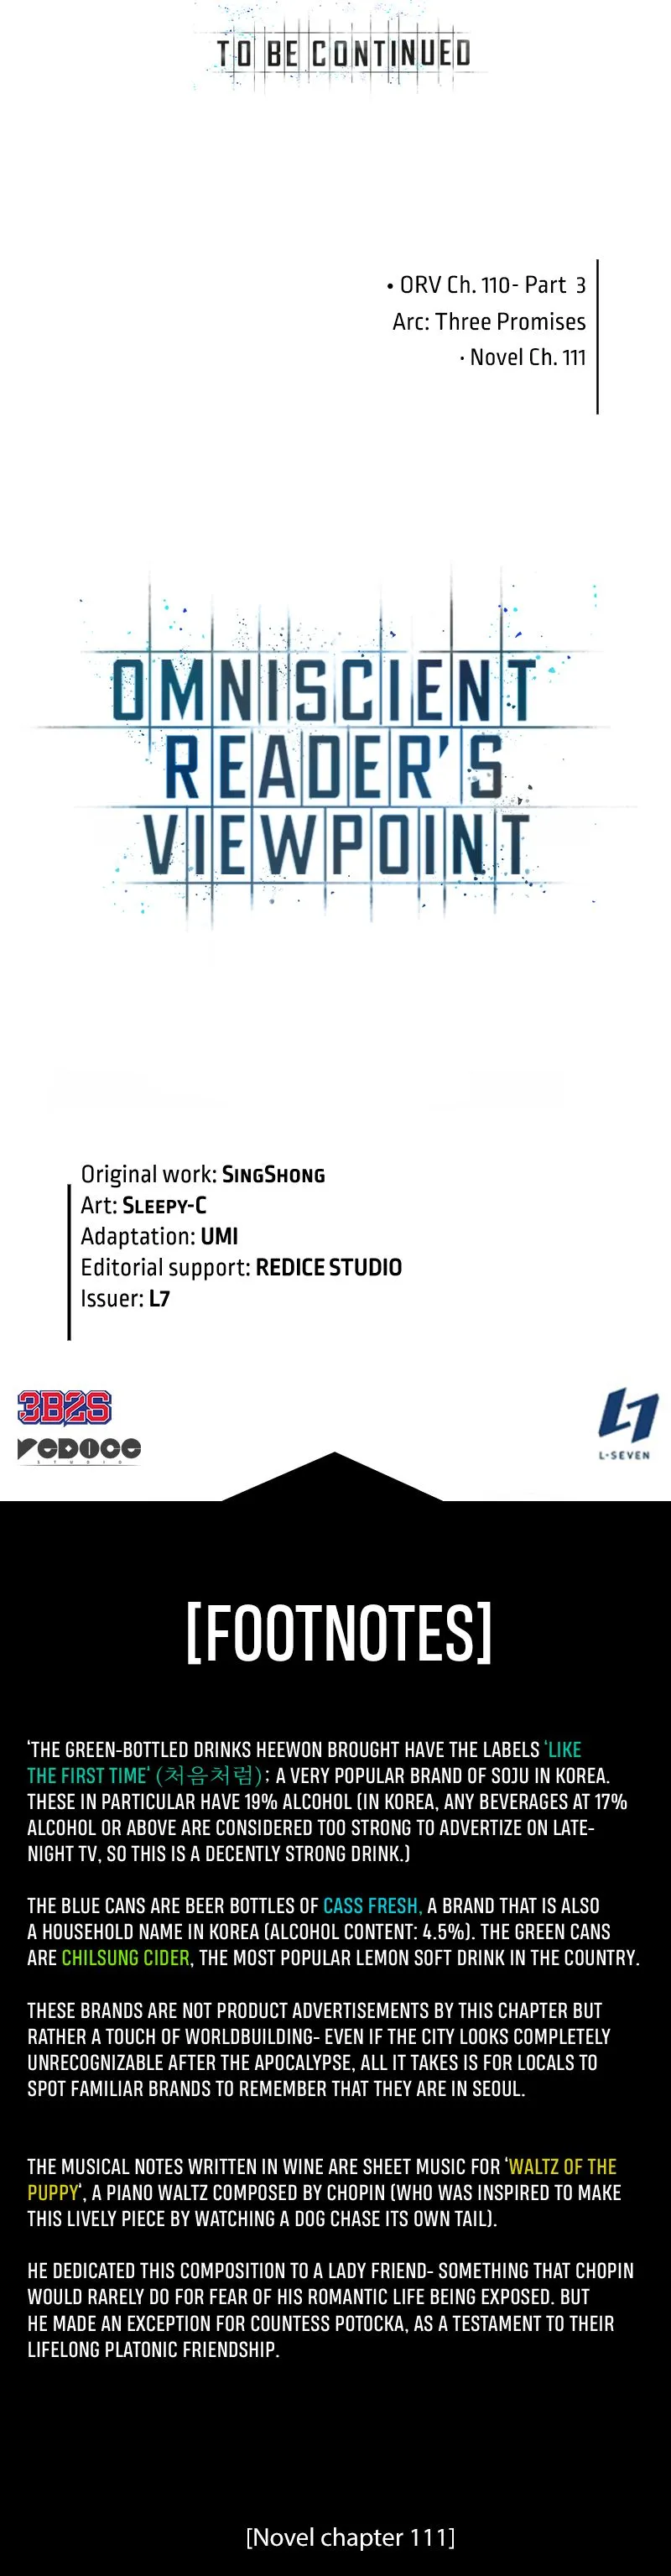 TO BE CONTINUED
• ORV Ch. 110- Part 3
Arc: Three Promises
· Novel Ch. 111
OMNISCIENT
READER'S
VIEWPOINT
Original work: SINGSHONG
Art: SLEEPY-C
Adaptation: UMI
Editorial support: REDICE STUDIO
Issuer: L7
3B2S
REDICE
STUDIO
L7
L-SEVEN
[FOOTNOTES]
'THE GREEN-BOTTLED DRINKS HEEWON BROUGHT HAVE THE LABELS 'LIKE
THE FIRST TIME' (처음처럼); A VERY POPULAR BRAND OF SOJU IN KOREA.
THESE IN PARTICULAR HAVE 19% ALCOHOL (IN KOREA, ANY BEVERAGES AT 17%
ALCOHOL OR ABOVE ARE CONSIDERED TOO STRONG TO ADVERTIZE ON LATE-
NIGHT TV, SO THIS IS A DECENTLY STRONG DRINK.)
THE BLUE CANS ARE BEER BOTTLES OF CASS FRESH, A BRAND THAT IS ALSO
A HOUSEHOLD NAME IN KOREA (ALCOHOL CONTENT: 4.5%). THE GREEN CANS
ARE CHILSUNG CIDER, THE MOST POPULAR LEMON SOFT DRINK IN THE COUNTRY.
THESE BRANDS ARE NOT PRODUCT ADVERTISEMENTS BY THIS CHAPTER BUT
RATHER A TOUCH OF WORLDBUILDING- EVEN IF THE CITY LOOKS COMPLETELY
UNRECOGNIZABLE AFTER THE APOCALYPSE, ALL IT TAKES IS FOR LOCALS TO
SPOT FAMILIAR BRANDS TO REMEMBER THAT THEY ARE IN SEOUL.
THE MUSICAL NOTES WRITTEN IN WINE ARE SHEET MUSIC FOR 'WALTZ OF THE
PUPPY', A PIANO WALTZ COMPOSED BY CHOPIN (WHO WAS INSPIRED TO MAKE
THIS LIVELY PIECE BY WATCHING A DOG CHASE ITS OWN TAIL).
HE DEDICATED THIS COMPOSITION TO A LADY FRIEND- SOMETHING THAT CHOPIN
WOULD RARELY DO FOR FEAR OF HIS ROMANTIC LIFE BEING EXPOSED. BUT
HE MADE AN EXCEPTION FOR COUNTESS POTOCKA, AS A TESTAMENT TO THEIR
LIFELONG PLATONIC FRIENDSHIP.
[Novel chapter 111]